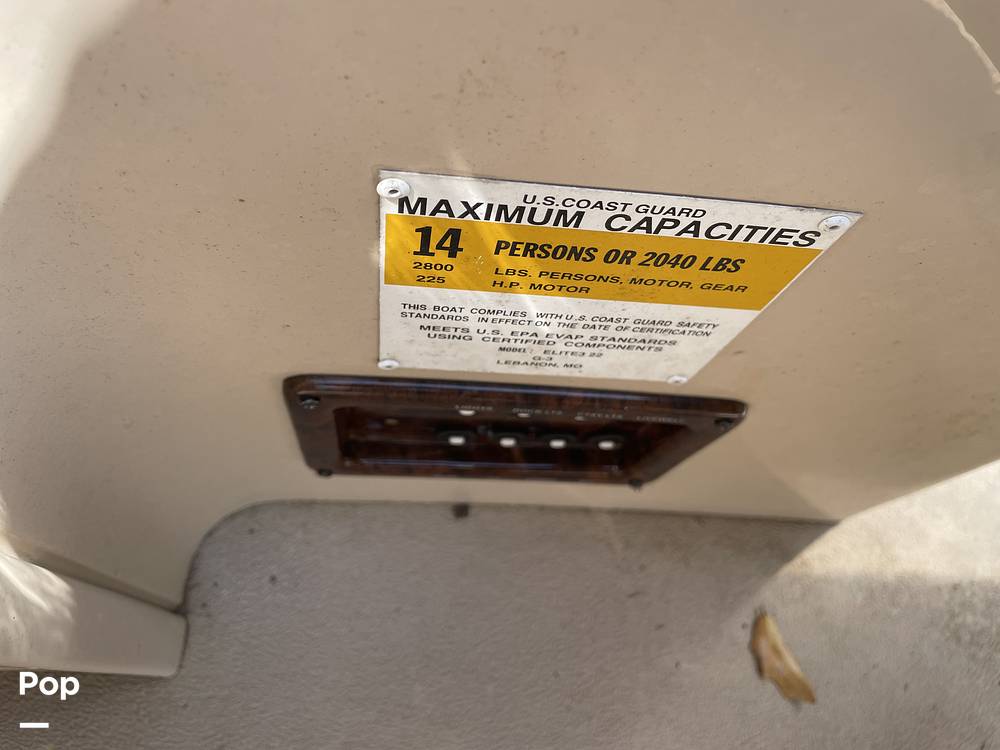 U.S. COAST GUARD
MAXIMUM CAPACITIES
14 PERSONS OR 2040 LBS
2800 LBS. PERSONS, MOTOR, GEAR
225 H.P. MOTOR
THIS BOAT COMPLIES WITH U.S. COAST GUARD SAFETY
STANDARDS IN EFFECT ON THE DATE OF CERTIFICATION
MEETS U.S. EPA EVAP STANDARDS
USING CERTIFIED COMPONENTS
MODEL: ELITE3 22
G-3
LEBANON, MO
Pop